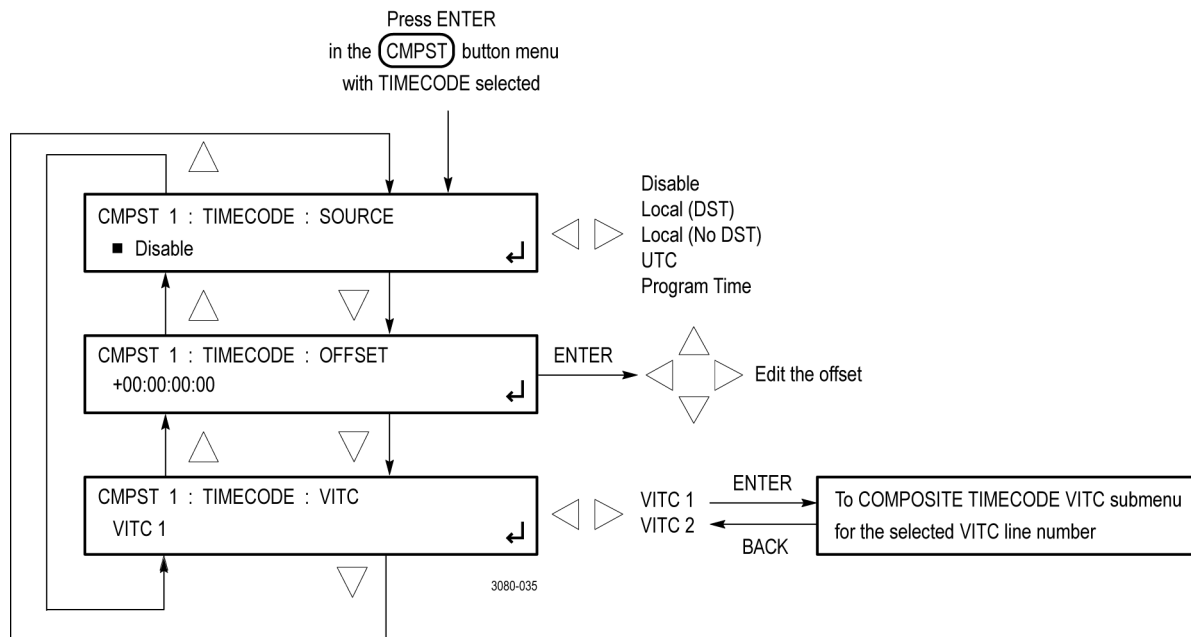 Press ENTER
in the CMPST button menu
with TIMECODE selected
CMPST 1 : TIMECODE : SOURCE
■ Disable
Disable
Local (DST)
Local (No DST)
UTC
Program Time
CMPST 1 : TIMECODE : OFFSET
+00:00:00:00
ENTER
Edit the offset
CMPST 1 : TIMECODE : VITC
VITC 1
VITC 1
VITC 2
ENTER
BACK
To COMPOSITE TIMECODE VITC submenu
for the selected VITC line number
3080-035